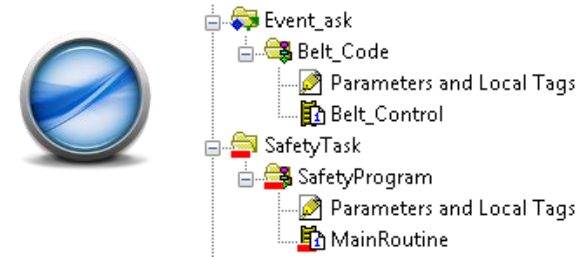 Event_ask
Belt_Code
Parameters and Local Tags
Belt_Control
SafetyTask
SafetyProgram
Parameters and Local Tags
MainRoutine